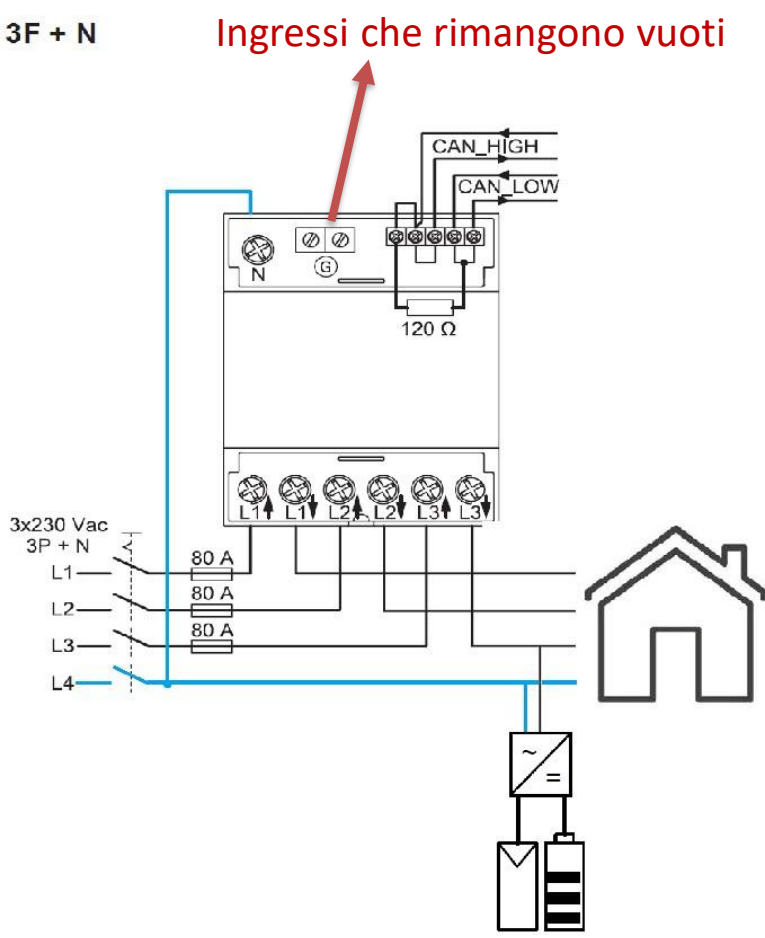 3F + N
Ingressi che rimangono vuoti
CAN_HIGH
CAN_LOW
N
G
120 Ω
L1 L1 L2 L2 L3 L3
3x230 Vac
3P + N
80 A
L1
80 A
L2
80 A
L3
L4
~
=